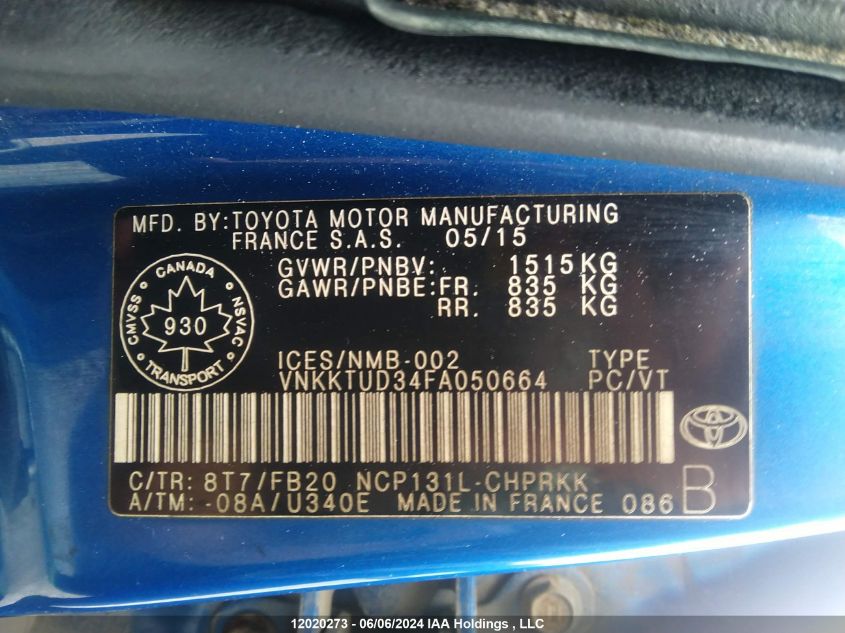 MFD. BY: TOYOTA MOTOR MANUFACTURING
FRANCE S.A.S. 05/15
GVWR/PNBV: 1515 KG
GAWR/PNBE: FR. 835 KG
RR. 835 KG
CANADA
CMVSS 930 NSVAC
TRANSPORT
ICES/NMB-002 TYPE
VNKKTUD34FA050664 PC/VT
C/TR: 8T7/FB20 NCP131L-CHPRKK
A/TM: -08A/U340E MADE IN FRANCE 086 B
12020273 - 06/06/2024 IAA Holdings , LLC